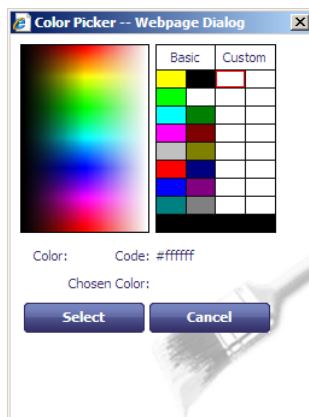 Color Picker -- Webpage Dialog
Basic Custom
Color: Code: #ffffff
Chosen Color:
Select Cancel